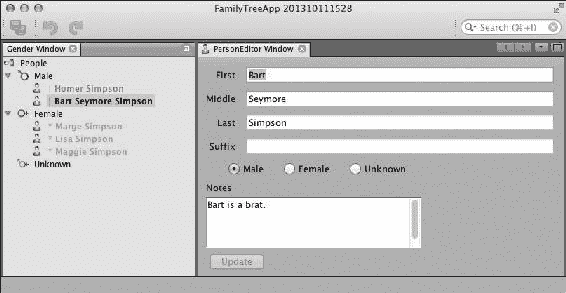 FamilyTreeApp 201310111528
Search (⌘+I)
Gender Window
PersonEditor Window
People
Male
| Homer Simpson
| Bart Seymore Simpson
Female
* Marge Simpson
* Lisa Simpson
* Maggie Simpson
Unknown
First Bart
Middle Seymore
Last Simpson
Suffix
Male Female Unknown
Notes
Bart is a brat.
Update